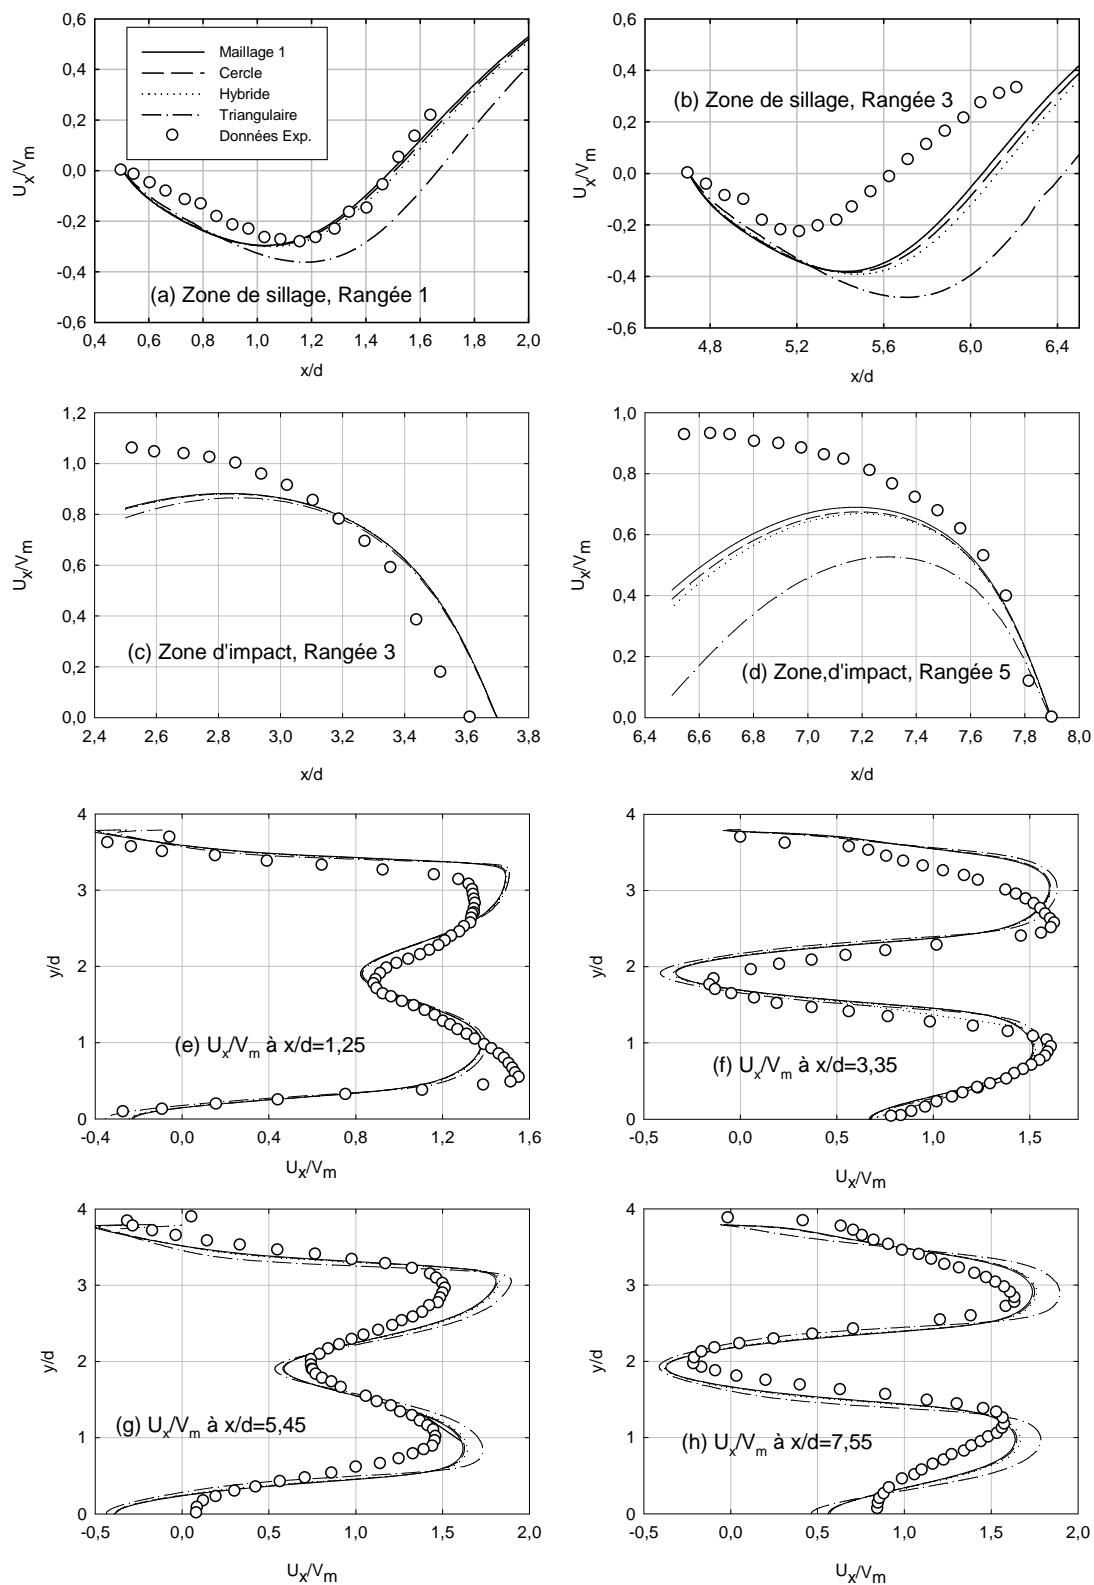 0,6
0,4
0,2
0,0
-0,2
-0,4
-0,6
U_x/V_m
Maillage 1
Cercle
Hybride
Triangulaire
Données Exp.
(a) Zone de sillage, Rangée 1
0,4 0,6 0,8 1,0 1,2 1,4 1,6 1,8 2,0
x/d
0,6
0,4
0,2
0,0
-0,2
-0,4
-0,6
U_x/V_m
(b) Zone de sillage, Rangée 3
4,8 5,2 5,6 6,0 6,4
x/d
1,2
1,0
0,8
0,6
0,4
0,2
0,0
U_x/V_m
(c) Zone d'impact, Rangée 3
2,4 2,6 2,8 3,0 3,2 3,4 3,6 3,8
x/d
1,0
0,8
0,6
0,4
0,2
0,0
U_x/V_m
(d) Zone,d'impact, Rangée 5
6,4 6,6 6,8 7,0 7,2 7,4 7,6 7,8 8,0
x/d
4
3
2
1
0
y/d
(e) U_x/V_m à x/d=1,25
-0,4 0,0 0,4 0,8 1,2 1,6
U_x/V_m
4
3
2
1
0
y/d
(f) U_x/V_m à x/d=3,35
-0,5 0,0 0,5 1,0 1,5
U_x/V_m
4
3
2
1
0
y/d
(g) U_x/V_m à x/d=5,45
-0,5 0,0 0,5 1,0 1,5 2,0
U_x/V_m
4
3
2
1
0
y/d
(h) U_x/V_m à x/d=7,55
-0,5 0,0 0,5 1,0 1,5 2,0
U_x/V_m